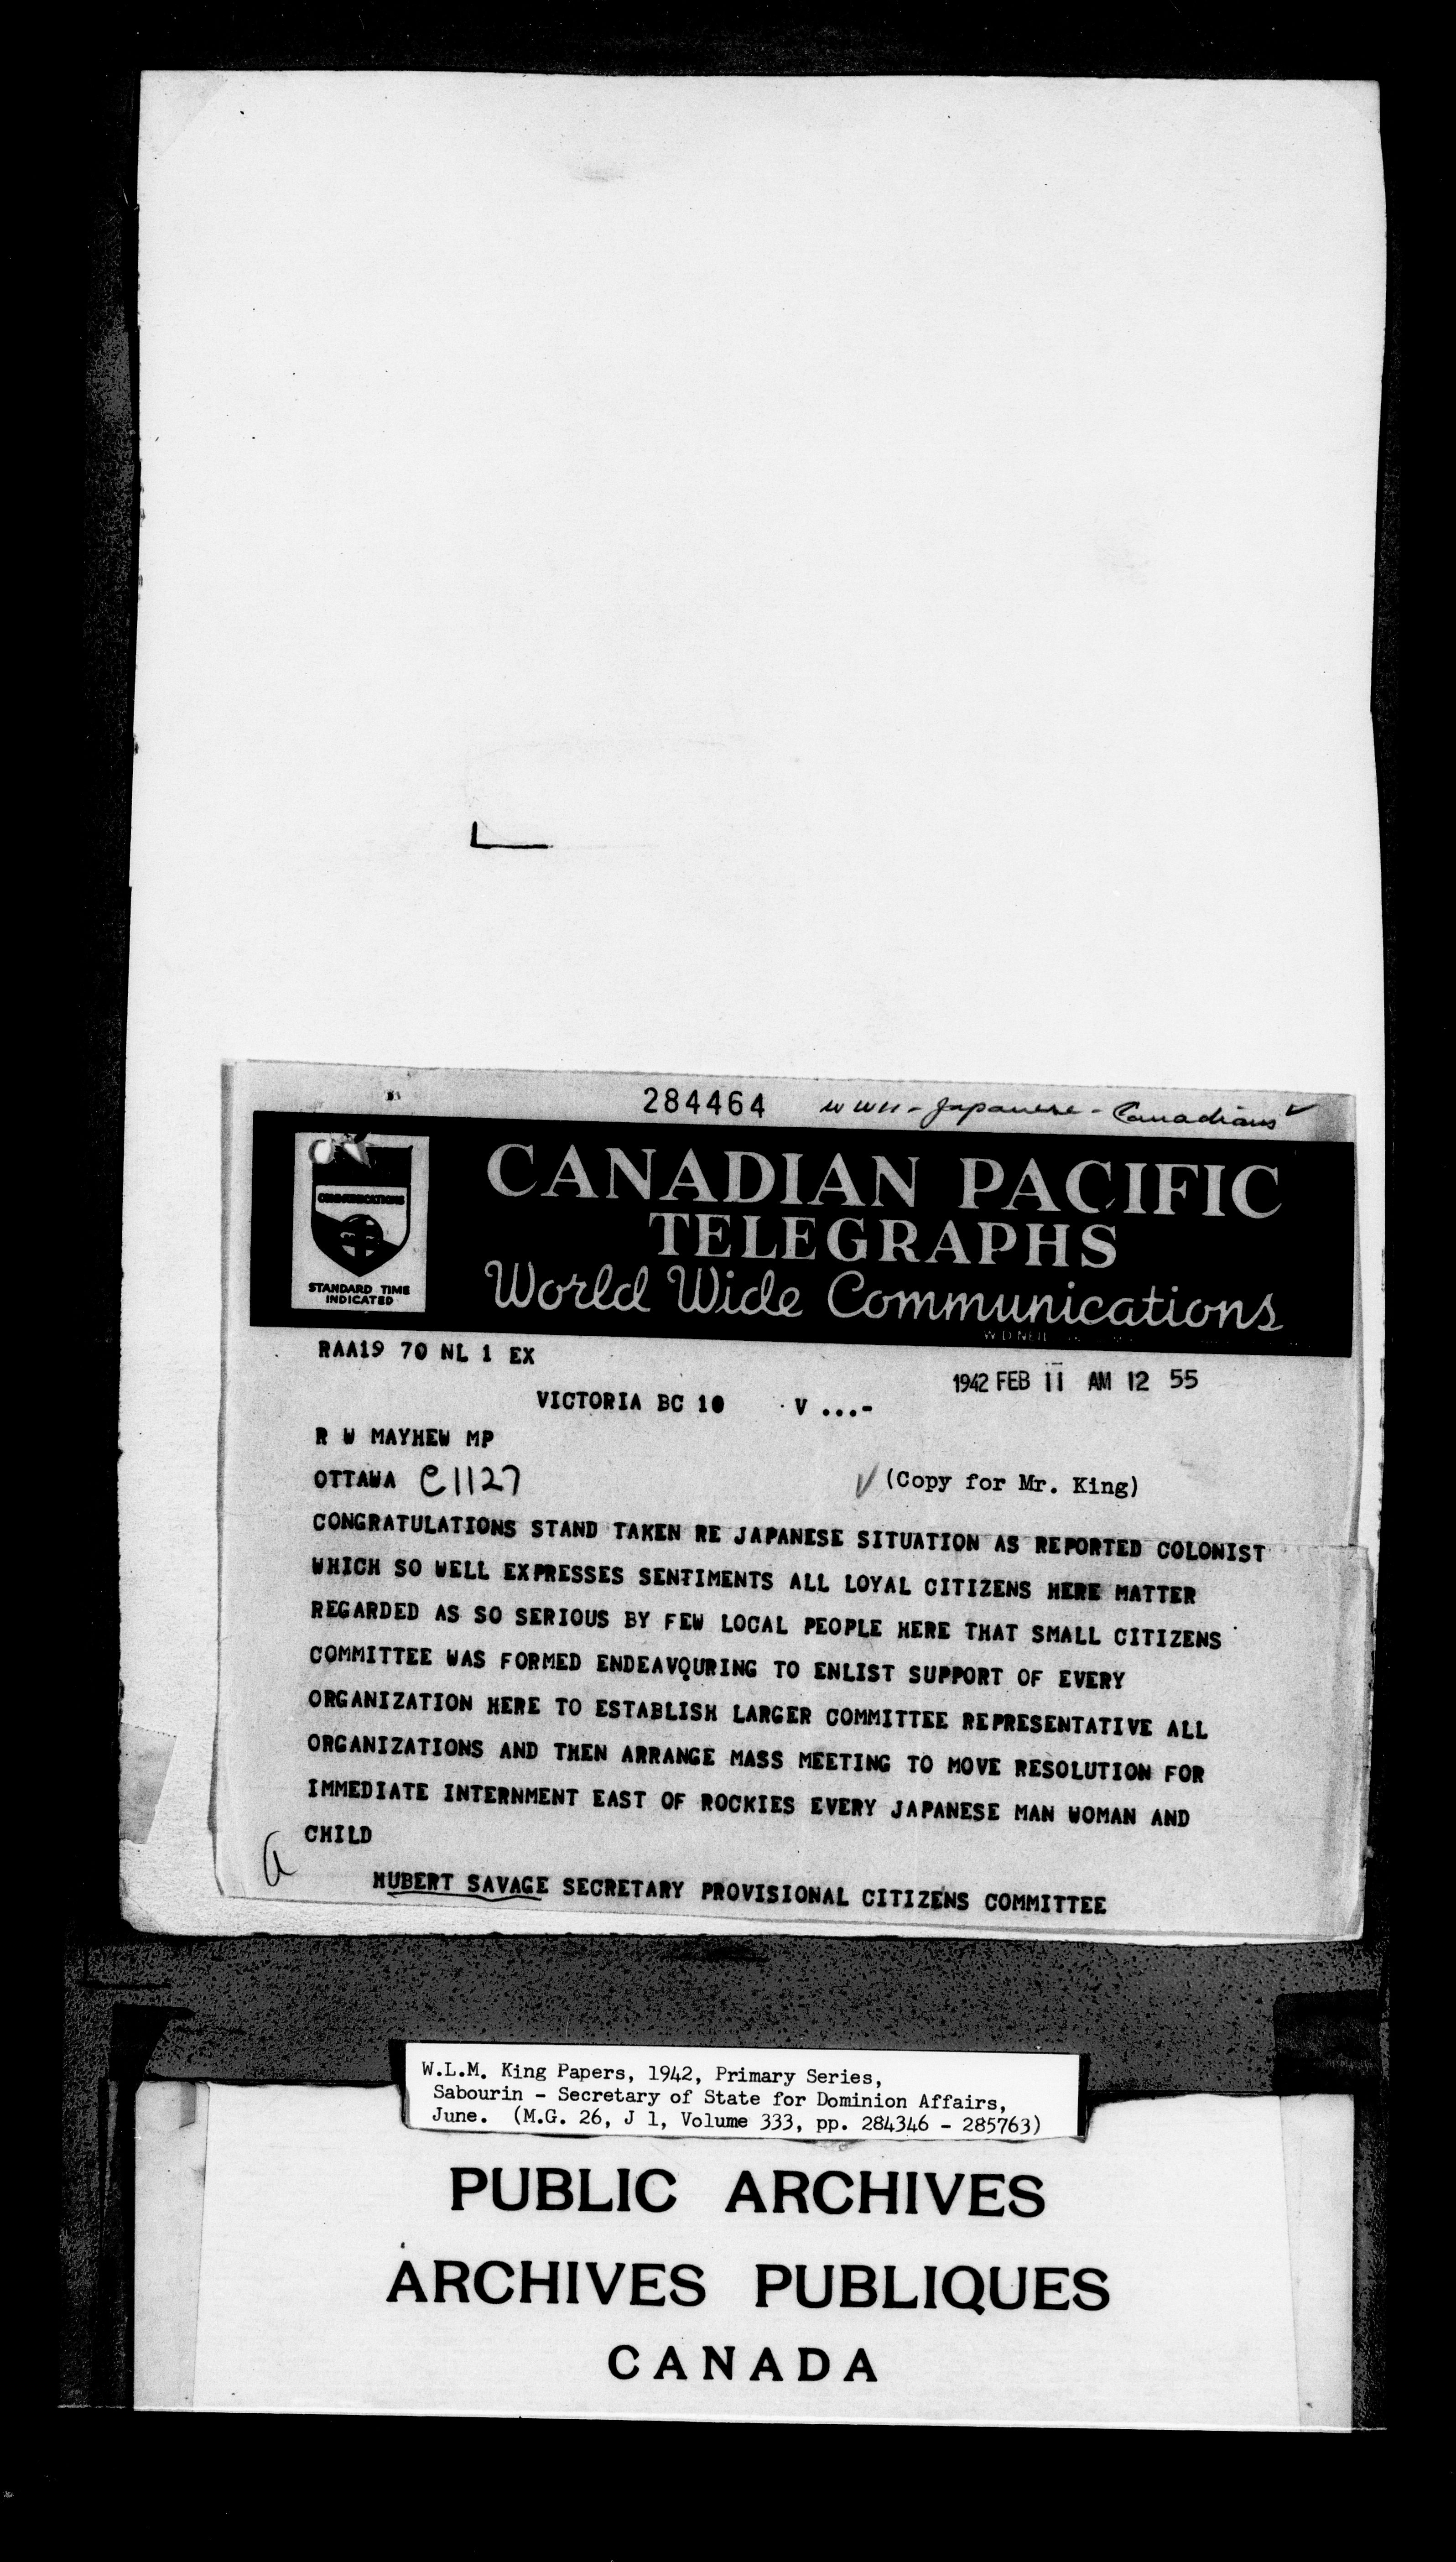 284464 WWII - Japanese - Canadians
CANADIAN PACIFIC
TELEGRAPHS
World Wide Communications
COMMUNICATIONS
STANDARD TIME
INDICATED
W D NEIL
RAA19 70 NL 1 EX
1942 FEB 11 AM 12 55
VICTORIA BC 10 V ...-
R W MAYHEW MP
OTTAWA C1127 (Copy for Mr. King)
CONGRATULATIONS STAND TAKEN RE JAPANESE SITUATION AS REPORTED COLONIST
WHICH SO WELL EXPRESSES SENTIMENTS ALL LOYAL CITIZENS HERE MATTER
REGARDED AS SO SERIOUS BY FEW LOCAL PEOPLE HERE THAT SMALL CITIZENS
COMMITTEE WAS FORMED ENDEAVOURING TO ENLIST SUPPORT OF EVERY
ORGANIZATION HERE TO ESTABLISH LARGER COMMITTEE REPRESENTATIVE ALL
ORGANIZATIONS AND THEN ARRANGE MASS MEETING TO MOVE RESOLUTION FOR
IMMEDIATE INTERNMENT EAST OF ROCKIES EVERY JAPANESE MAN WOMAN AND
CHILD
HUBERT SAVAGE SECRETARY PROVISIONAL CITIZENS COMMITTEE
W.L.M. King Papers, 1942, Primary Series,
Sabourin - Secretary of State for Dominion Affairs,
June. (M.G. 26, J 1, Volume 333, pp. 284346 - 285763)
PUBLIC ARCHIVES
ARCHIVES PUBLIQUES
CANADA